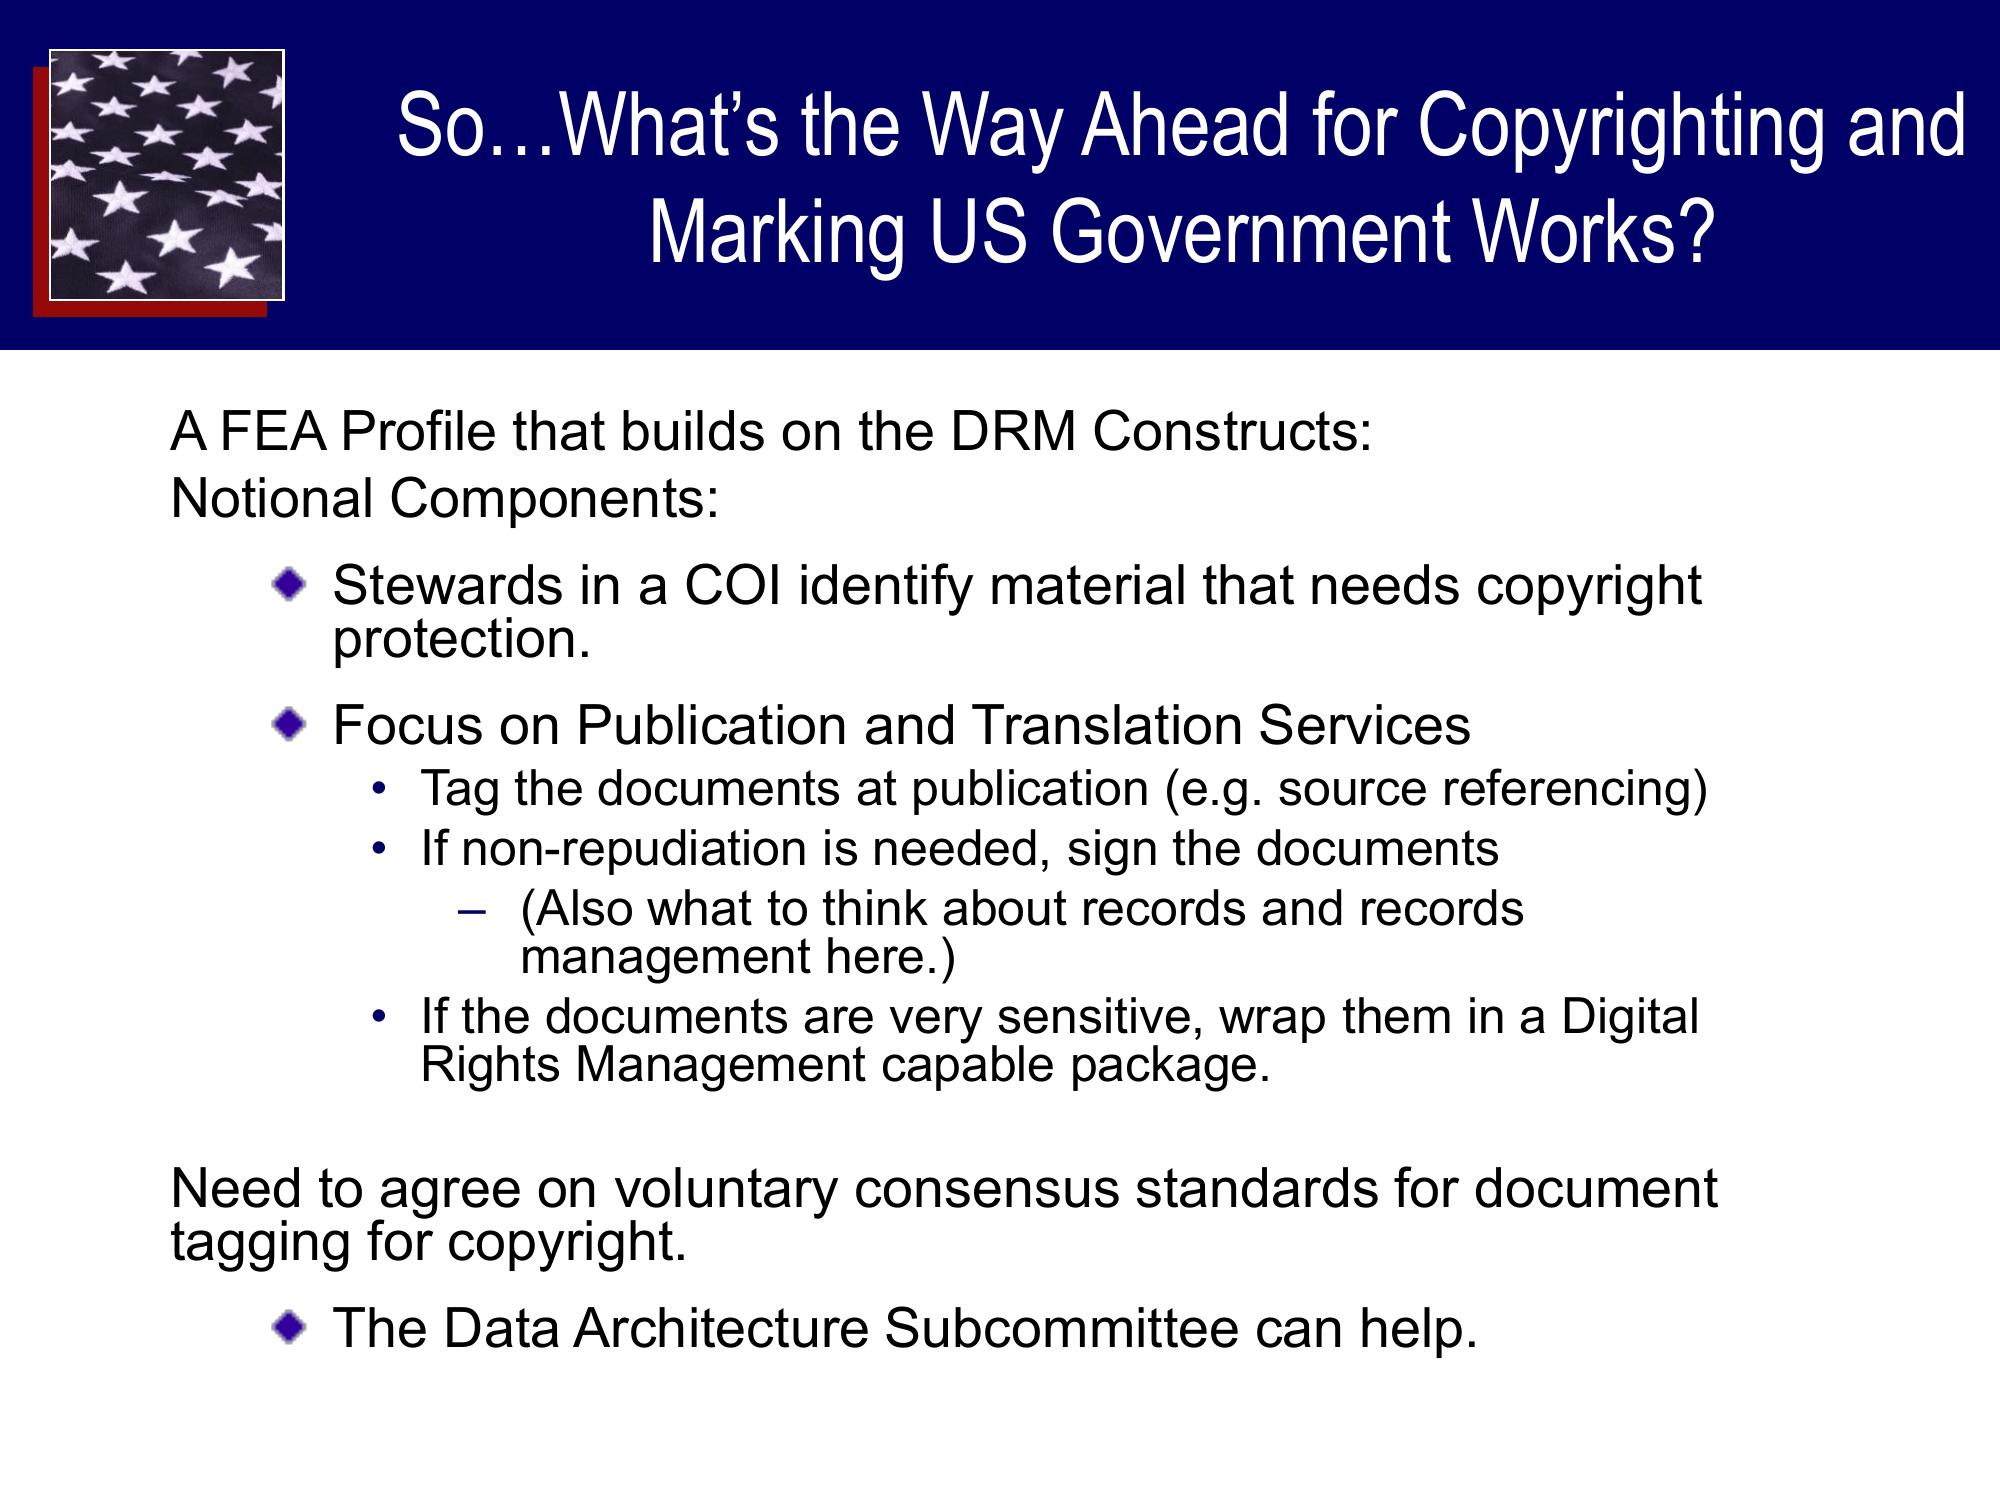 So…What’s the Way Ahead for Copyrighting and
Marking US Government Works?
A FEA Profile that builds on the DRM Constructs:
Notional Components:
Stewards in a COI identify material that needs copyright
protection.
Focus on Publication and Translation Services
• Tag the documents at publication (e.g. source referencing)
• If non-repudiation is needed, sign the documents
– (Also what to think about records and records
management here.)
• If the documents are very sensitive, wrap them in a Digital
Rights Management capable package.
Need to agree on voluntary consensus standards for document
tagging for copyright.
The Data Architecture Subcommittee can help.